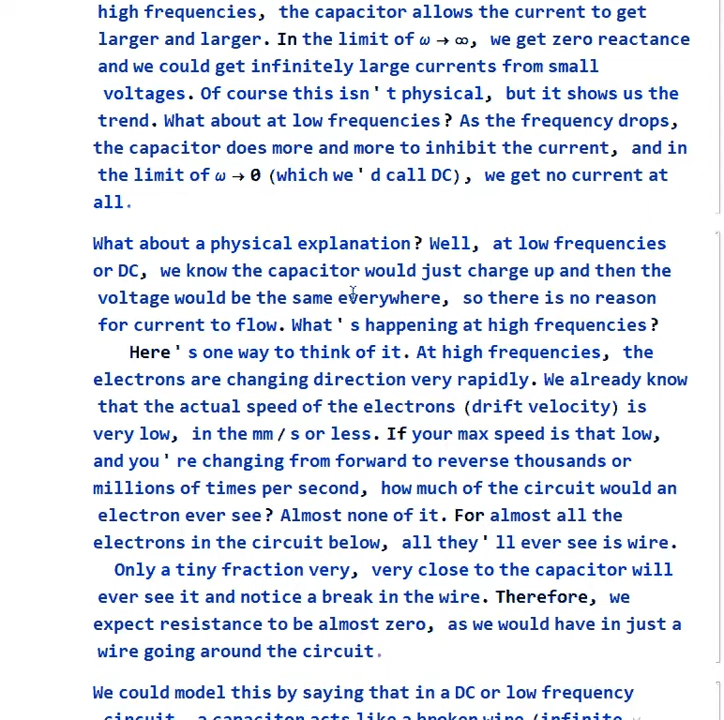 high frequencies, the capacitor allows the current to get
larger and larger. In the limit of ω → ∞, we get zero reactance
and we could get infinitely large currents from small
voltages. Of course this isn't physical, but it shows us the
trend. What about at low frequencies? As the frequency drops,
the capacitor does more and more to inhibit the current, and in
the limit of ω → 0 (which we'd call DC), we get no current at
all.
What about a physical explanation? Well, at low frequencies
or DC, we know the capacitor would just charge up and then the
voltage would be the same everywhere, so there is no reason
for current to flow. What's happening at high frequencies?
Here's one way to think of it. At high frequencies, the
electrons are changing direction very rapidly. We already know
that the actual speed of the electrons (drift velocity) is
very low, in the mm/s or less. If your max speed is that low,
and you're changing from forward to reverse thousands or
millions of times per second, how much of the circuit would an
electron ever see? Almost none of it. For almost all the
electrons in the circuit below, all they'll ever see is wire.
Only a tiny fraction very, very close to the capacitor will
ever see it and notice a break in the wire. Therefore, we
expect resistance to be almost zero, as we would have in just a
wire going around the circuit.
We could model this by saying that in a DC or low frequency
circuit, a capacitor acts like a broken wire (infinite